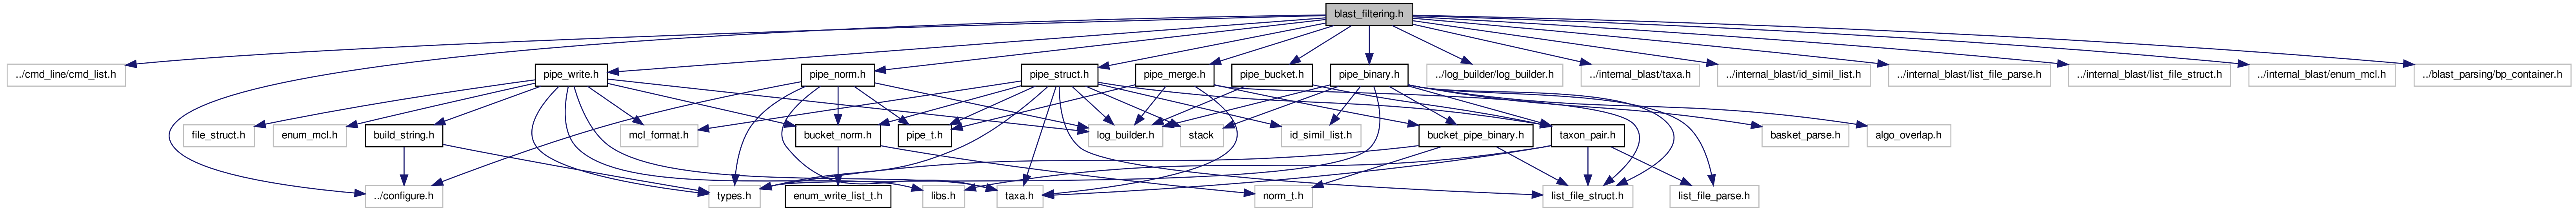 blast_filtering.h
../cmd_line/cmd_list.h
pipe_write.h
pipe_norm.h
pipe_struct.h
pipe_merge.h
pipe_bucket.h
pipe_binary.h
../log_builder/log_builder.h
../internal_blast/taxa.h
../internal_blast/id_simil_list.h
../internal_blast/list_file_parse.h
../internal_blast/list_file_struct.h
../internal_blast/enum_mcl.h
../blast_parsing/bp_container.h
file_struct.h
enum_mcl.h
build_string.h
mcl_format.h
bucket_norm.h
pipe_t.h
log_builder.h
stack
id_simil_list.h
bucket_pipe_binary.h
taxon_pair.h
basket_parse.h
algo_overlap.h
../configure.h
types.h
enum_write_list_t.h
libs.h
taxa.h
norm_t.h
list_file_struct.h
list_file_parse.h